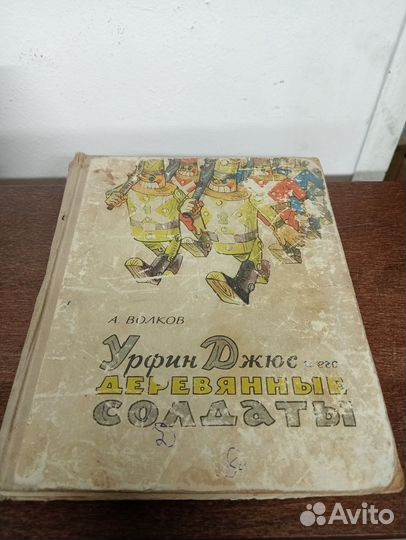 А. ВОЛКОВ
Урфин Джюс и его
ДЕРЕВЯННЫЕ
СОЛДАТЫ
Avito